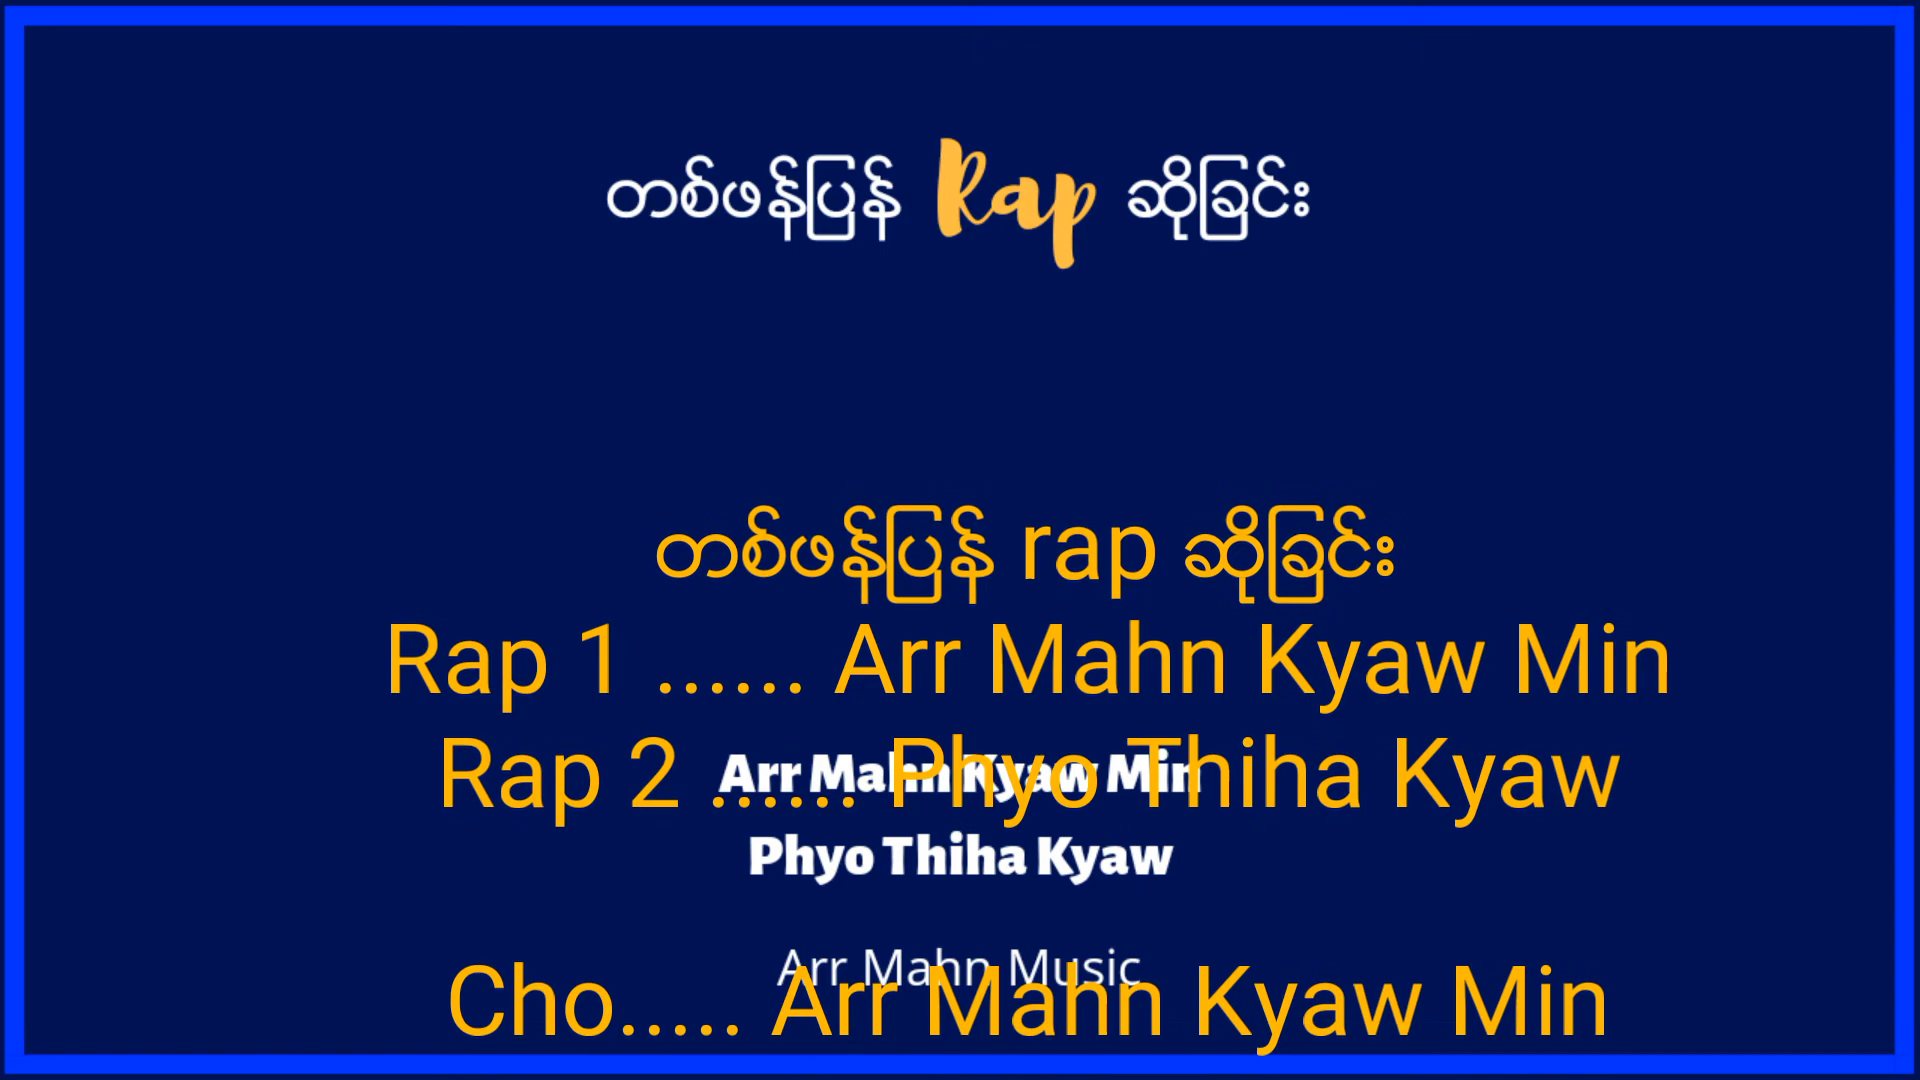 တစ်ဖန်ပြန် Rap ဆိုခြင်း
တစ်ဖန်ပြန် rap ဆိုခြင်း
Rap 1 ...... Arr Mahn Kyaw Min
Rap 2 ...... Phyo Thiha Kyaw
Arr Mahn Kyaw Min
Phyo Thiha Kyaw
Arr Mahn Music
Cho..... Arr Mahn Kyaw Min